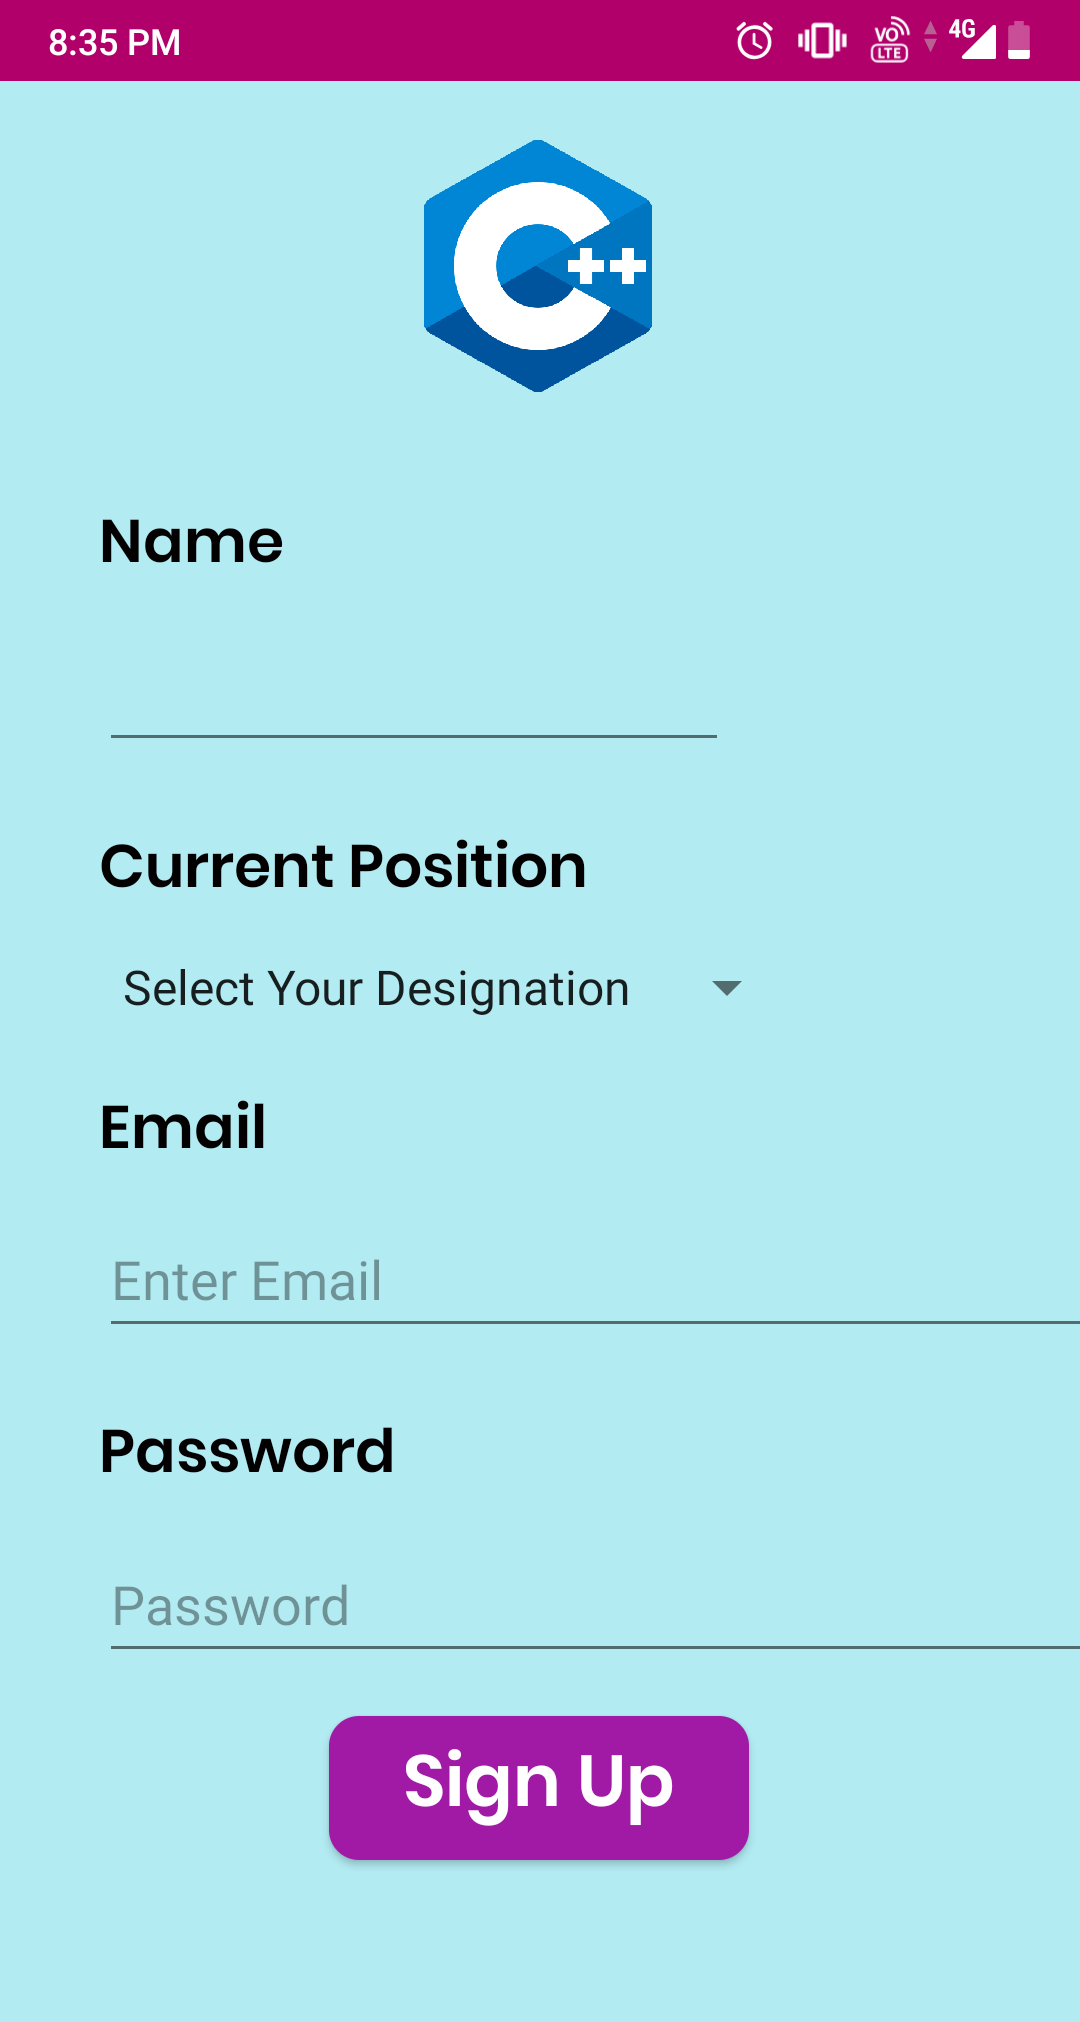 8:35 PM VO LTE 4G
C++
Name
Current Position
Select Your Designation
Email
Enter Email
Password
Password
Sign Up